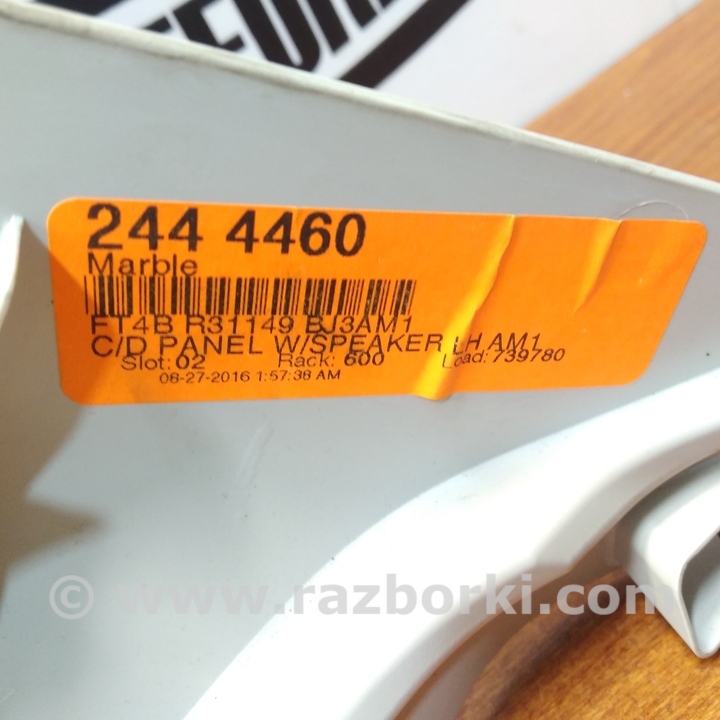 244 4460
Marble
FT4B R31149 BJ3AM1
C/D PANEL W/SPEAKER LH AM1
Slot: 02 Rack: 600 Load: 739780
08-27-2016 1:57:38 AM
© www.razborki.com